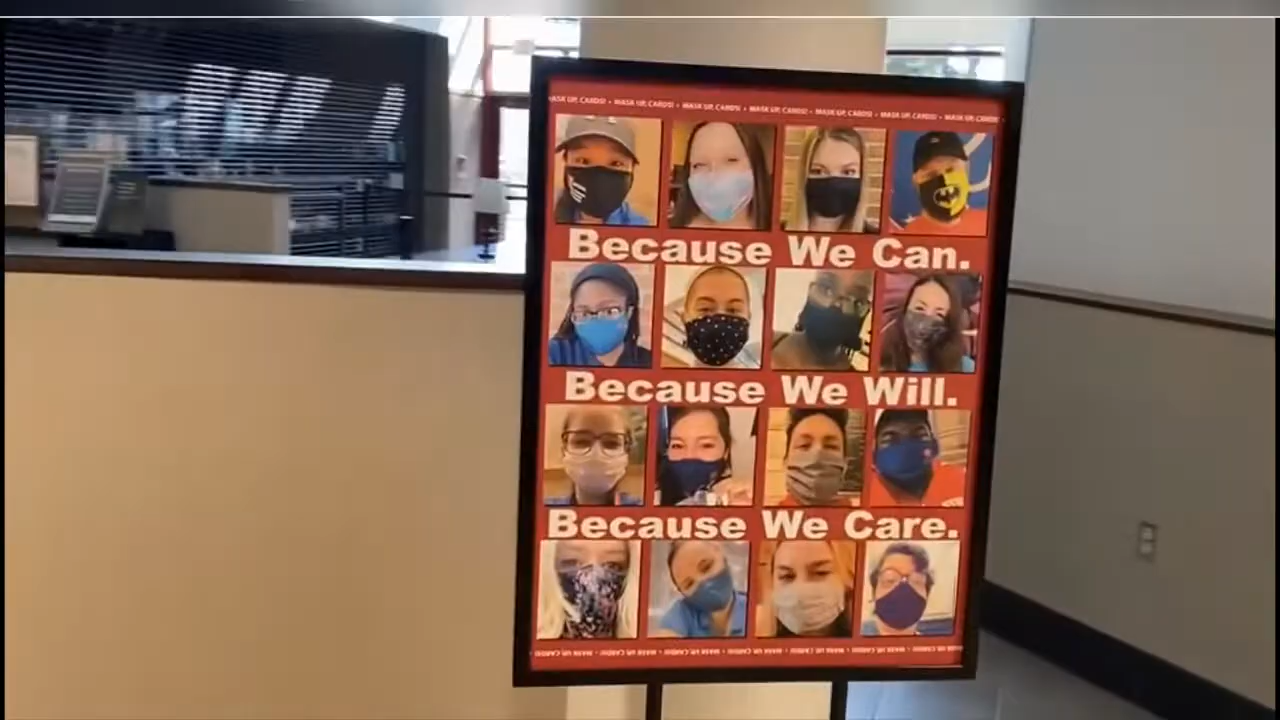 MASK UP, CARDS! • MASK UP, CARDS! • MASK UP, CARDS! • MASK UP, CARDS! • MASK UP, CARDS! • MASK UP, CARDS! • MASK UP, CARDS!
Because We Can.
Because We Will.
Because We Care.